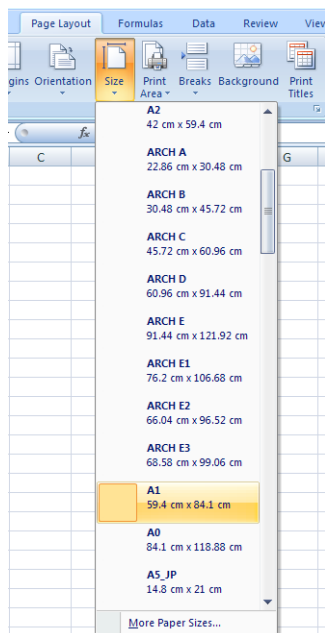 Page Layout Formulas Data Review View
gins Orientation Size Print Area Breaks Background Print Titles
fx
C G
A2
42 cm x 59.4 cm
ARCH A
22.86 cm x 30.48 cm
ARCH B
30.48 cm x 45.72 cm
ARCH C
45.72 cm x 60.96 cm
ARCH D
60.96 cm x 91.44 cm
ARCH E
91.44 cm x 121.92 cm
ARCH E1
76.2 cm x 106.68 cm
ARCH E2
66.04 cm x 96.52 cm
ARCH E3
68.58 cm x 99.06 cm
A1
59.4 cm x 84.1 cm
A0
84.1 cm x 118.88 cm
A5_JP
14.8 cm x 21 cm
More Paper Sizes...